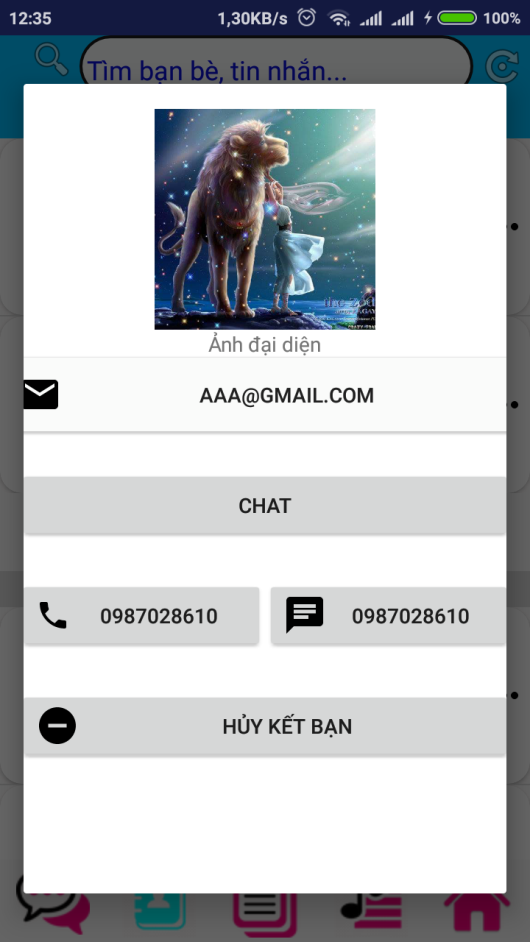 12:35
1,30KB/s
100%
Tìm bạn bè, tin nhắn...
Ảnh đại diện
AAA@GMAIL.COM
CHAT
0987028610
0987028610
HỦY KẾT BẠN